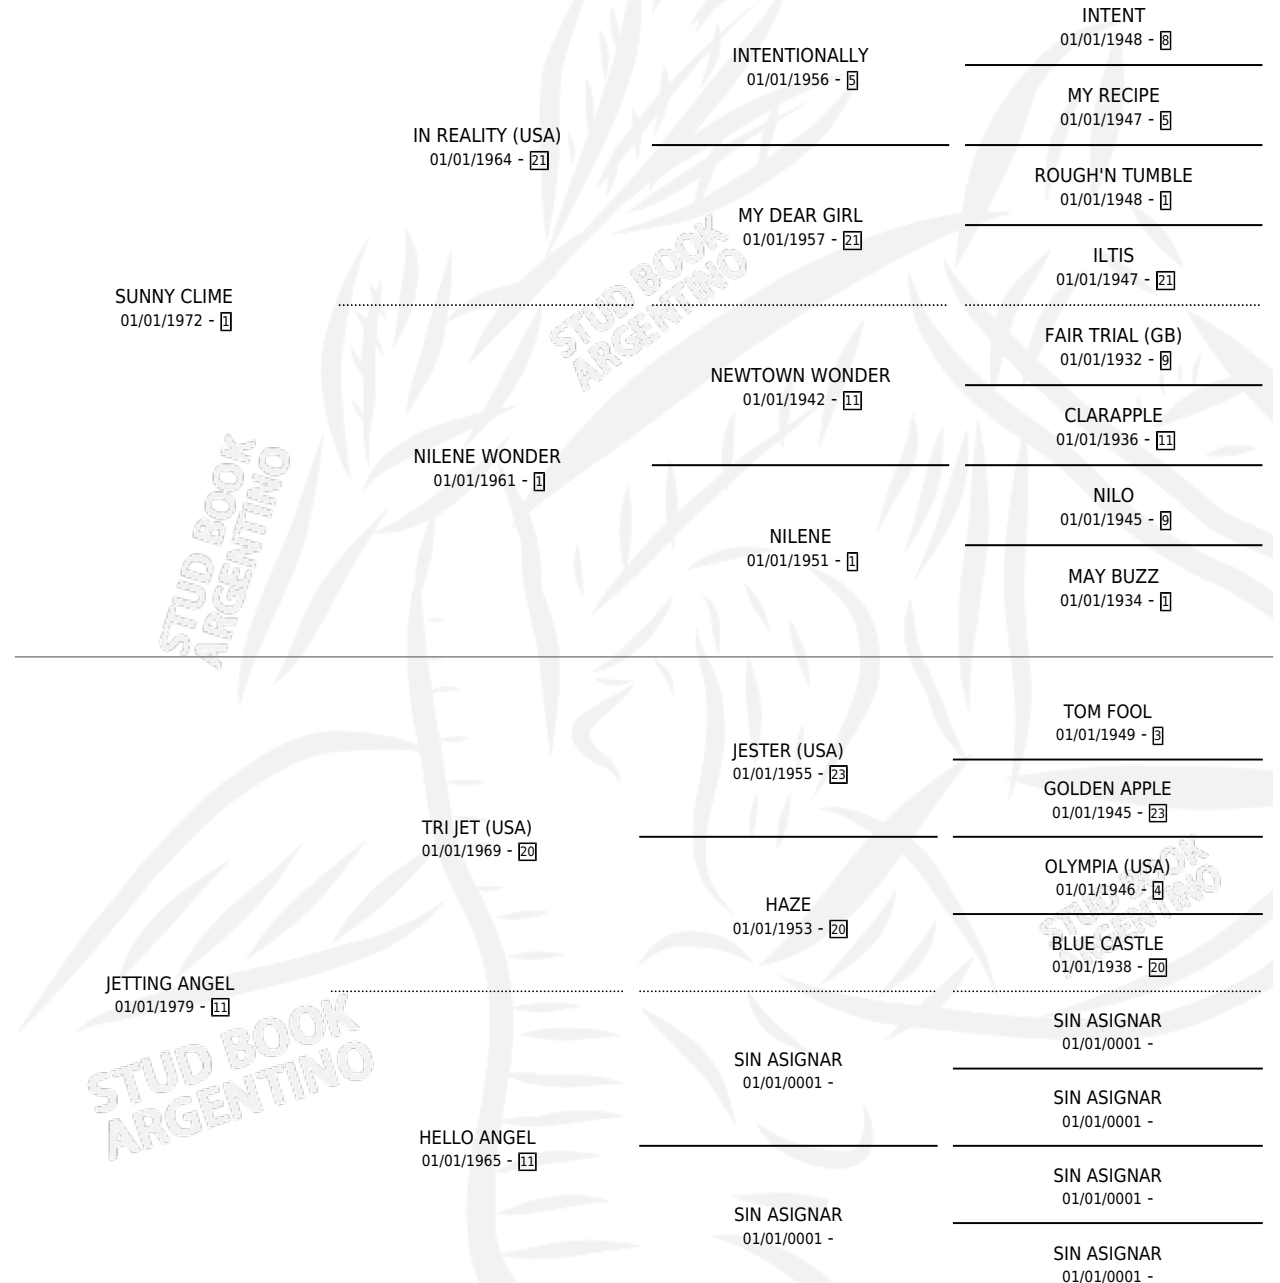 INTENT
01/01/1948 - 8
INTENTIONALLY
01/01/1956 - 5
MY RECIPE
01/01/1947 - 5
IN REALITY (USA)
01/01/1964 - 21
ROUGH'N TUMBLE
01/01/1948 - 1
MY DEAR GIRL
01/01/1957 - 21
ILTIS
01/01/1947 - 21
SUNNY CLIME
01/01/1972 - 1
FAIR TRIAL (GB)
01/01/1932 - 9
NEWTOWN WONDER
01/01/1942 - 11
CLARAPPLE
01/01/1936 - 11
NILENE WONDER
01/01/1961 - 1
NILO
01/01/1945 - 9
NILENE
01/01/1951 - 1
MAY BUZZ
01/01/1934 - 1
STUD BOOK
ARGENTINO
STUD BOOK
ARGENTINO
TOM FOOL
01/01/1949 - 3
JESTER (USA)
01/01/1955 - 23
GOLDEN APPLE
01/01/1945 - 23
TRI JET (USA)
01/01/1969 - 20
OLYMPIA (USA)
01/01/1946 - 4
HAZE
01/01/1953 - 20
BLUE CASTLE
01/01/1938 - 20
JETTING ANGEL
01/01/1979 - 11
SIN ASIGNAR
01/01/0001 -
SIN ASIGNAR
01/01/0001 -
SIN ASIGNAR
01/01/0001 -
HELLO ANGEL
01/01/1965 - 11
SIN ASIGNAR
01/01/0001 -
SIN ASIGNAR
01/01/0001 -
SIN ASIGNAR
01/01/0001 -
STUD BOOK
ARGENTINO
STUD BOOK
ARGENTINO